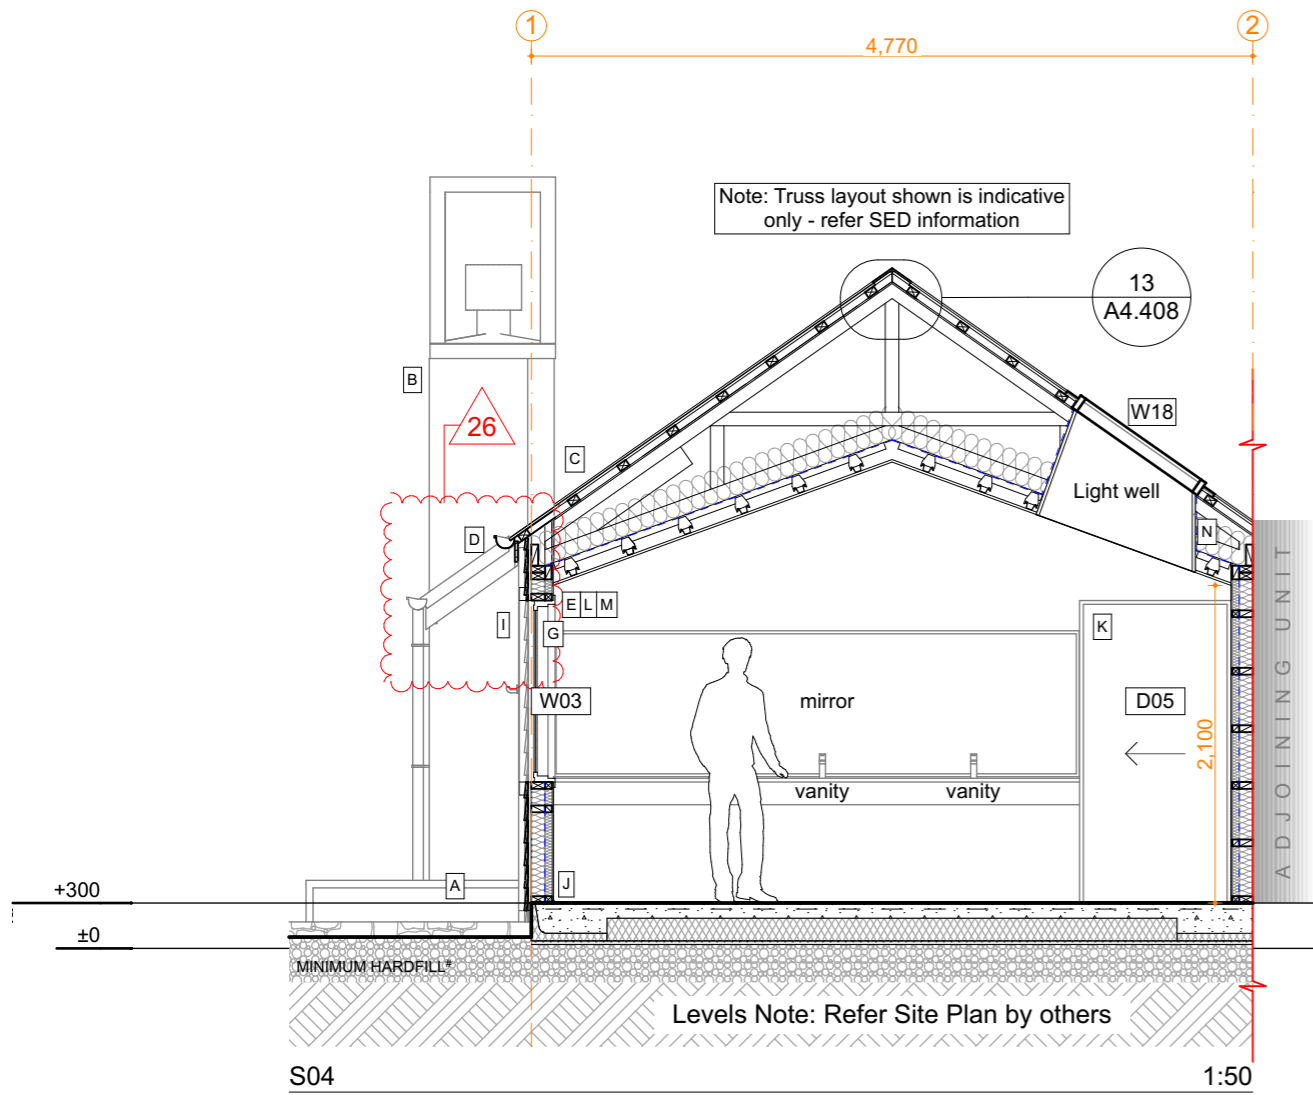 1
2
4,770
Note: Truss layout shown is indicative
only - refer SED information
13
A4.408
B
W18
26
C
Light well
D
N
E L M
I
G
K
W03
mirror
D05
2,100
vanity
vanity
ADJOINING UNIT
A
J
+300
±0
MINIMUM HARDFILL#
Levels Note: Refer Site Plan by others
S04
1:50